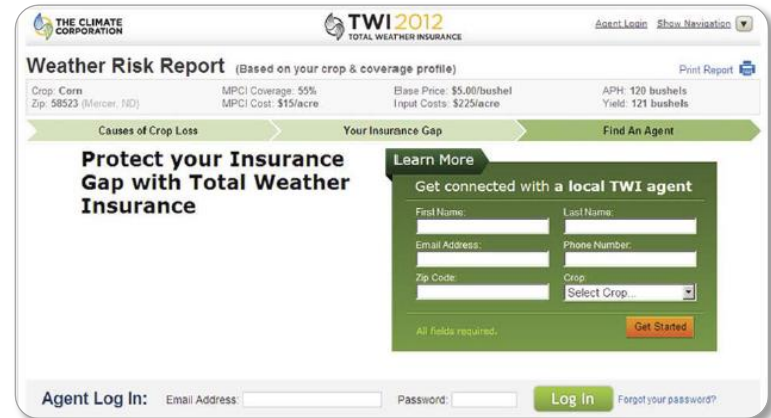 THE CLIMATE
CORPORATION
TWI2012
TOTAL WEATHER INSURANCE
Agent Login Show Navigation
Weather Risk Report (Based on your crop & coverage profile)
Print Report
Crop: Corn MPCI Coverage: 55% Base Price: $5.00/bushel APH: 120 bushels
Zip: 58523 (Mercer, ND) MPCI Cost: $15/acre Input Costs: $225/acre Yield: 121 bushels
Causes of Crop Loss Your Insurance Gap Find An Agent
Protect your Insurance
Gap with Total Weather
Insurance
Learn More
Get connected with a local TWI agent
First Name: Last Name:
Email Address: Phone Number:
Zip Code: Crop:
Select Crop...
All fields required. Get Started
Agent Log In: Email Address: Password: Log In Forgot your password?